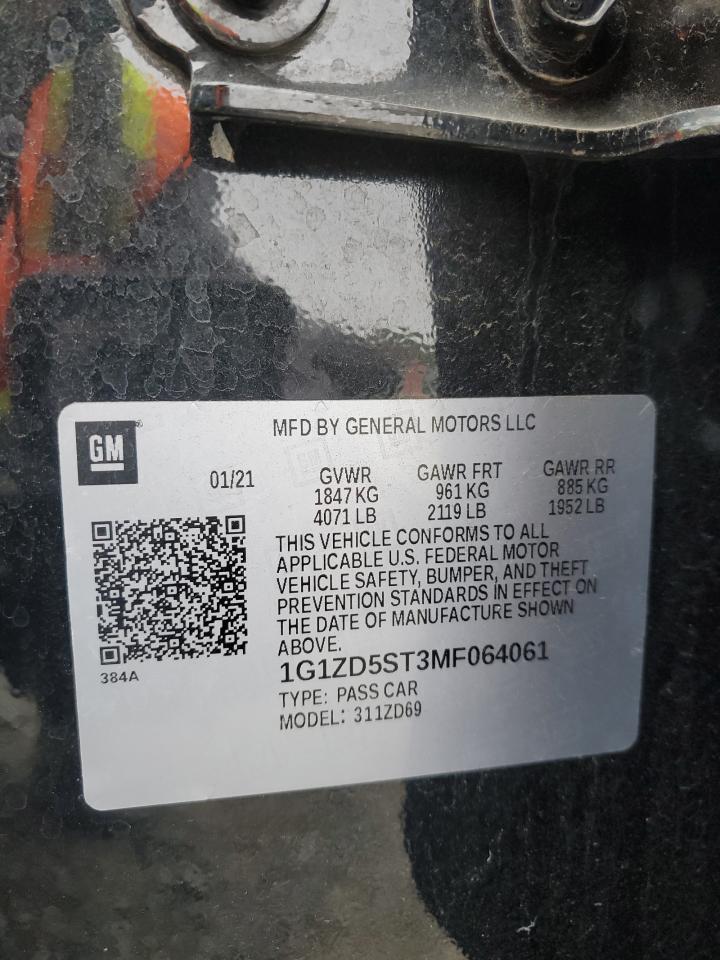 GM
MFD BY GENERAL MOTORS LLC
01/21
GVWR GAWR FRT GAWR RR
1847 KG 961 KG 885 KG
4071 LB 2119 LB 1952 LB
THIS VEHICLE CONFORMS TO ALL
APPLICABLE U.S. FEDERAL MOTOR
VEHICLE SAFETY, BUMPER, AND THEFT
PREVENTION STANDARDS IN EFFECT ON
THE DATE OF MANUFACTURE SHOWN
ABOVE.
384A
1G1ZD5ST3MF064061
TYPE: PASS CAR
MODEL: 311ZD69